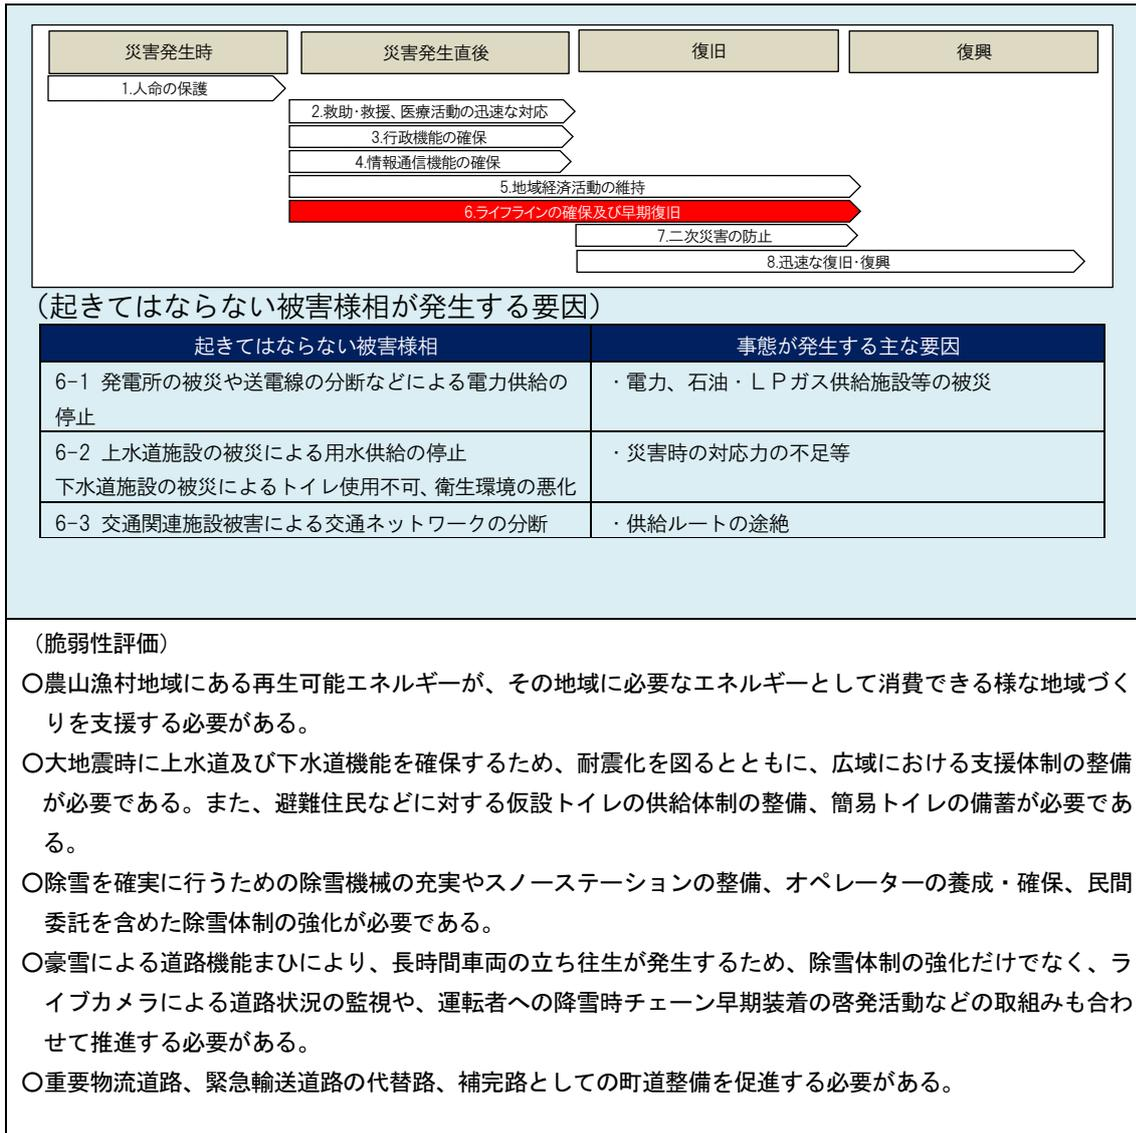 災害発生時
災害発生直後
復旧
復興
1.人命の保護
2.救助・救援、医療活動の迅速な対応
3.行政機能の確保
4.情報通信機能の確保
5.地域経済活動の維持
6.ライフラインの確保及び早期復旧
7.二次災害の防止
8.迅速な復旧・復興
(起きてはならない被害様相が発生する要因)
起きてはならない被害様相
事態が発生する主な要因
6-1 発電所の被災や送電線の分断などによる電力供給の
停止
・電力、石油・LPガス供給施設等の被災
6-2 上水道施設の被災による用水供給の停止
下水道施設の被災によるトイレ使用不可、衛生環境の悪化
・災害時の対応力の不足等
6-3 交通関連施設被害による交通ネットワークの分断
・供給ルートの途絶
(脆弱性評価)
○農山漁村地域にある再生可能エネルギーが、その地域に必要なエネルギーとして消費できる様な地域づく
りを支援する必要がある。
○大地震時に上水道及び下水道機能を確保するため、耐震化を図るとともに、広域における支援体制の整備
が必要である。また、避難住民などに対する仮設トイレの供給体制の整備、簡易トイレの備蓄が必要であ
る。
○除雪を確実に行うための除雪機械の充実やスノーステーションの整備、オペレーターの養成・確保、民間
委託を含めた除雪体制の強化が必要である。
○豪雪による道路機能まひにより、長時間車両の立ち往生が発生するため、除雪体制の強化だけでなく、ラ
イブカメラによる道路状況の監視や、運転者への降雪時チェーン早期装着の啓発活動などの取組みも合わ
せて推進する必要がある。
○重要物流道路、緊急輸送道路の代替路、補完路としての町道整備を促進する必要がある。